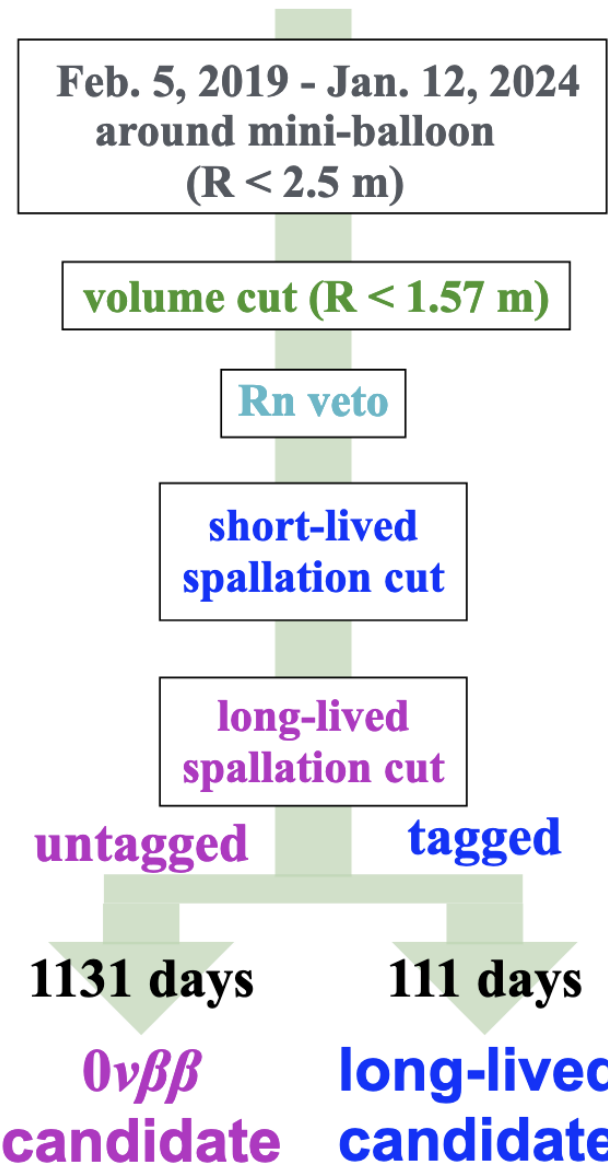 Feb. 5, 2019 - Jan. 12, 2024
around mini-balloon
(R < 2.5 m)
volume cut (R < 1.57 m)
Rn veto
short-lived
spallation cut
long-lived
spallation cut
untagged
tagged
1131 days
111 days
0νββ
candidate
long-lived
candidate